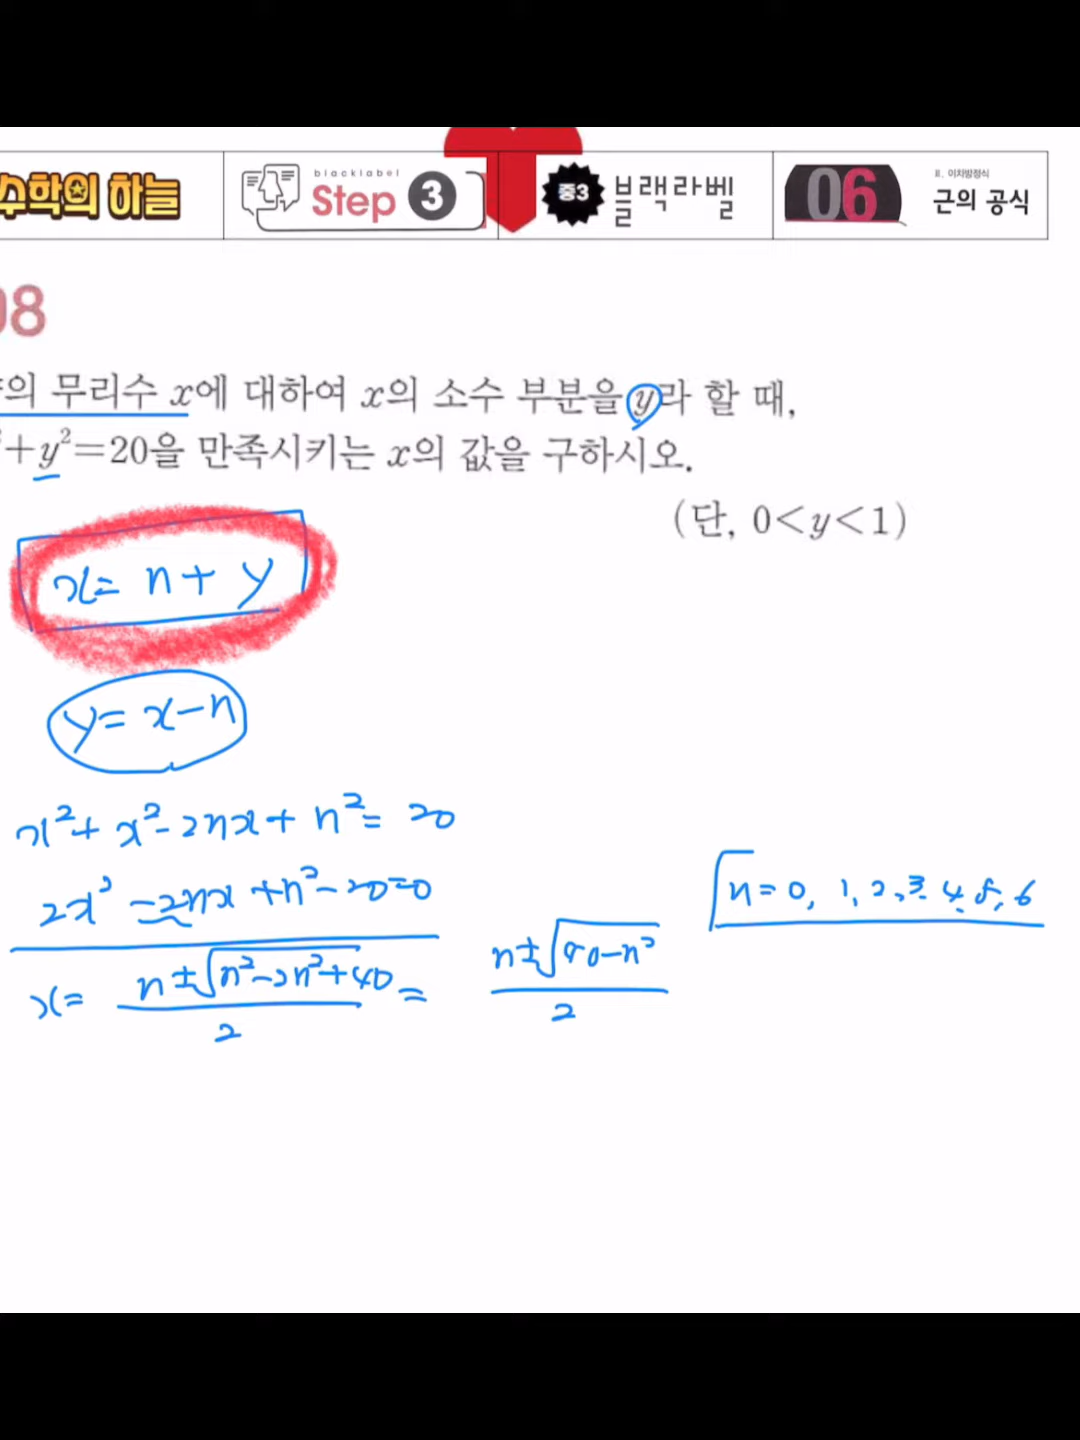 수학의 하늘
blacklabel
Step 3
중3 블랙라벨
06
II. 이차방정식
근의 공식
08
의 무리수 x에 대하여 x의 소수 부분을 y라 할 때,
+y²=20을 만족시키는 x의 값을 구하시오.
(단, 0<y<1)
x= n+y
y= x-n
x²+x²-2nx+n²=20
2x²-2nx+n²-20=0
n=0, 1, 2, 3. 4, 5, 6
x= n±√(n²-2n²+40) / 2 = n±√(40-n²) / 2